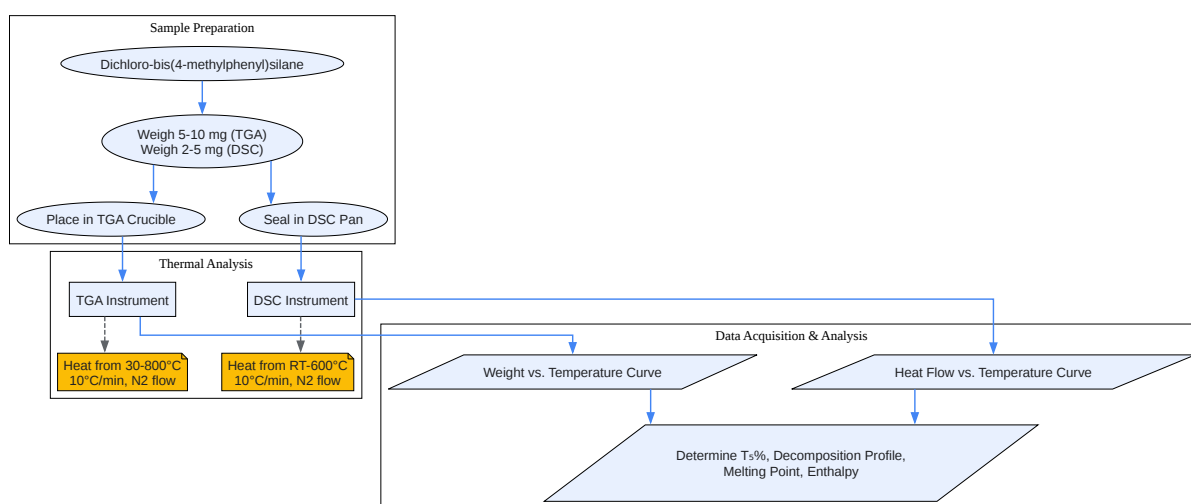 Sample Preparation
Dichloro-bis(4-methylphenyl)silane
Weigh 5-10 mg (TGA)
Weigh 2-5 mg (DSC)
Place in TGA Crucible
Seal in DSC Pan
Thermal Analysis
TGA Instrument
DSC Instrument
Heat from 30-800°C
10°C/min, N2 flow
Heat from RT-600°C
10°C/min, N2 flow
Data Acquisition & Analysis
Weight vs. Temperature Curve
Heat Flow vs. Temperature Curve
Determine T₅%, Decomposition Profile,
Melting Point, Enthalpy